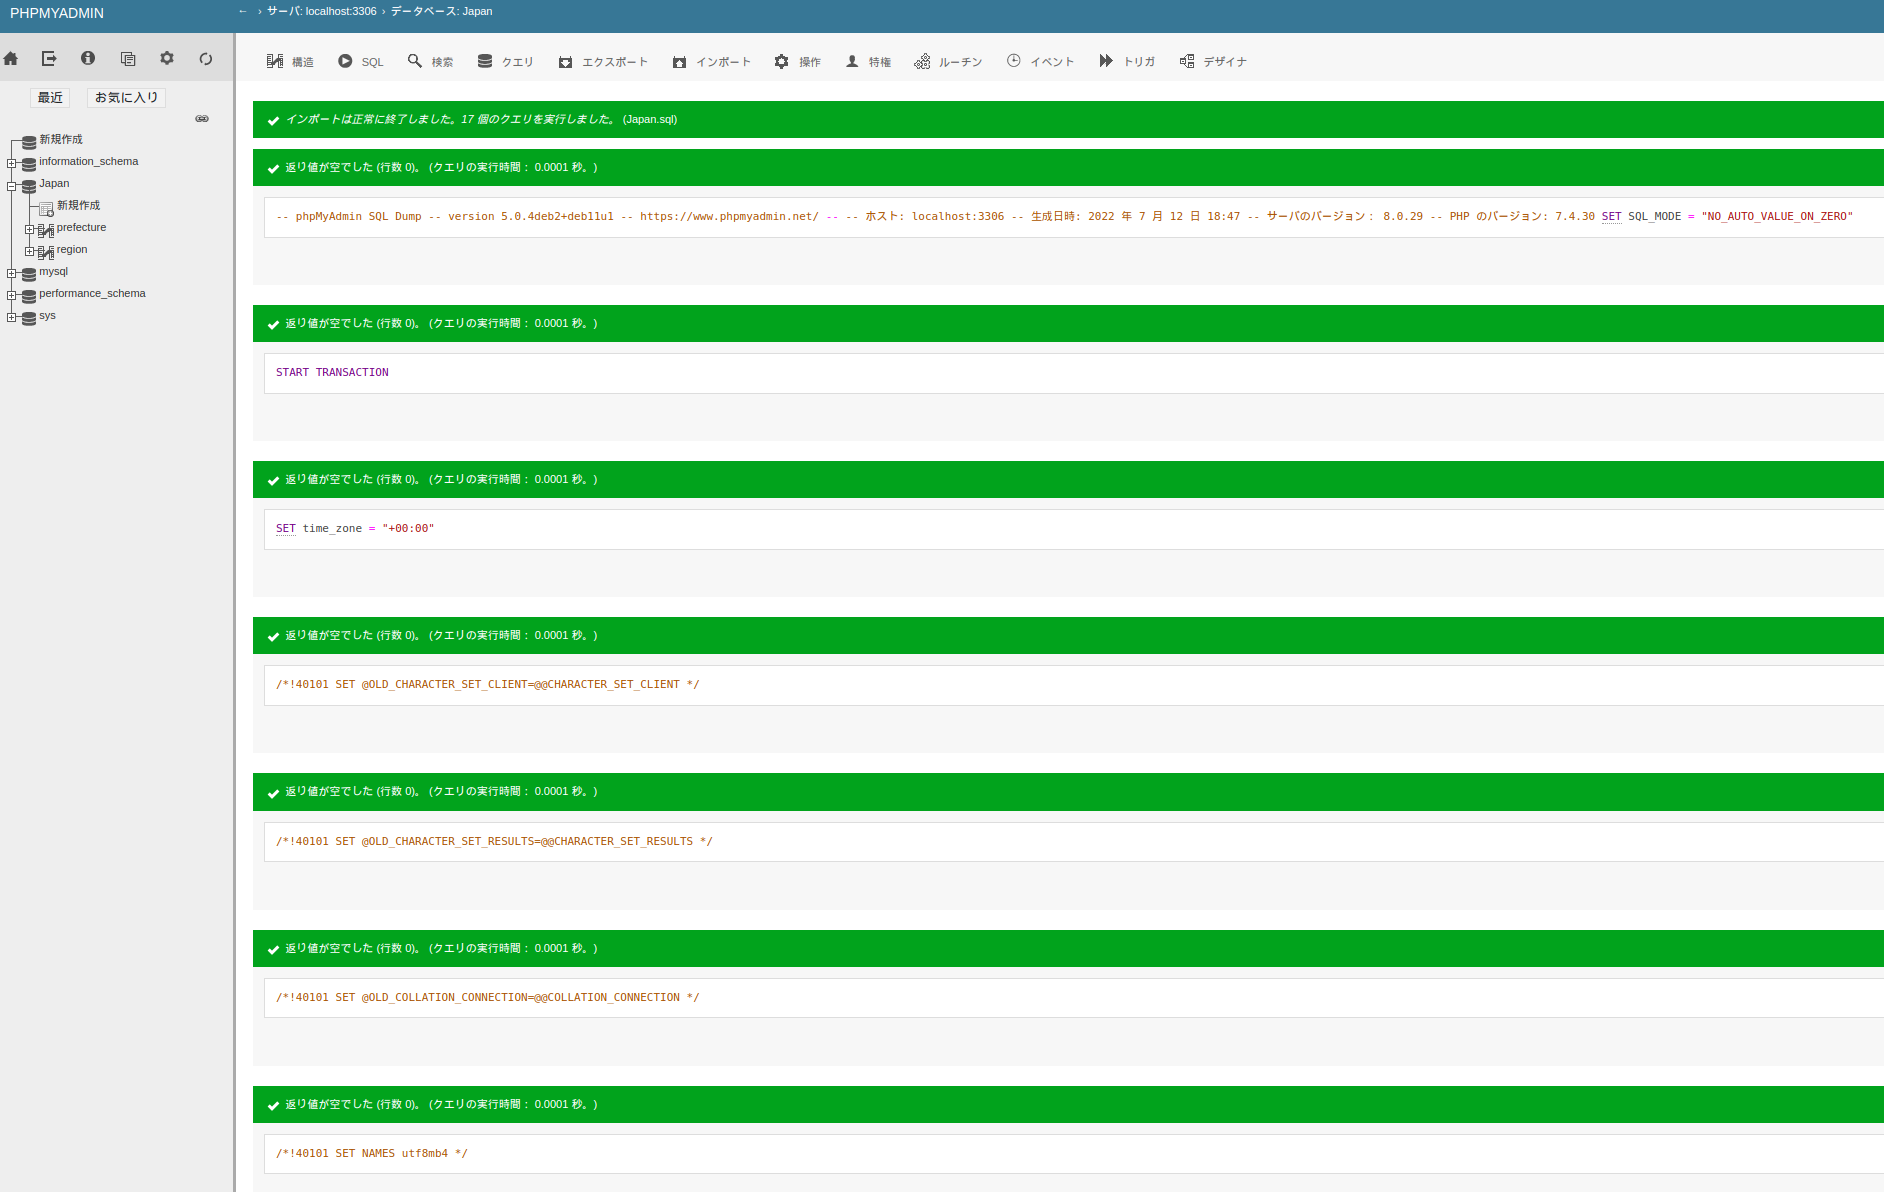 PHPMYADMIN
← › サーバ: localhost:3306 › データベース: Japan
構造 SQL 検索 クエリ エクスポート インポート 操作 特権 ルーチン イベント トリガ デザイナ
最近 お気に入り
新規作成
information_schema
Japan
新規作成
prefecture
region
mysql
performance_schema
sys
インポートは正常に終了しました。17 個のクエリを実行しました。 (Japan.sql)
返り値が空でした (行数 0)。 (クエリの実行時間： 0.0001 秒。)
-- phpMyAdmin SQL Dump -- version 5.0.4deb2+deb11u1 -- https://www.phpmyadmin.net/ -- -- ホスト: localhost:3306 -- 生成日時: 2022 年 7 月 12 日 18:47 -- サーバのバージョン： 8.0.29 -- PHP のバージョン: 7.4.30 SET SQL_MODE = "NO_AUTO_VALUE_ON_ZERO"
返り値が空でした (行数 0)。 (クエリの実行時間： 0.0001 秒。)
START TRANSACTION
返り値が空でした (行数 0)。 (クエリの実行時間： 0.0001 秒。)
SET time_zone = "+00:00"
返り値が空でした (行数 0)。 (クエリの実行時間： 0.0001 秒。)
/*!40101 SET @OLD_CHARACTER_SET_CLIENT=@@CHARACTER_SET_CLIENT */
返り値が空でした (行数 0)。 (クエリの実行時間： 0.0001 秒。)
/*!40101 SET @OLD_CHARACTER_SET_RESULTS=@@CHARACTER_SET_RESULTS */
返り値が空でした (行数 0)。 (クエリの実行時間： 0.0001 秒。)
/*!40101 SET @OLD_COLLATION_CONNECTION=@@COLLATION_CONNECTION */
返り値が空でした (行数 0)。 (クエリの実行時間： 0.0001 秒。)
/*!40101 SET NAMES utf8mb4 */